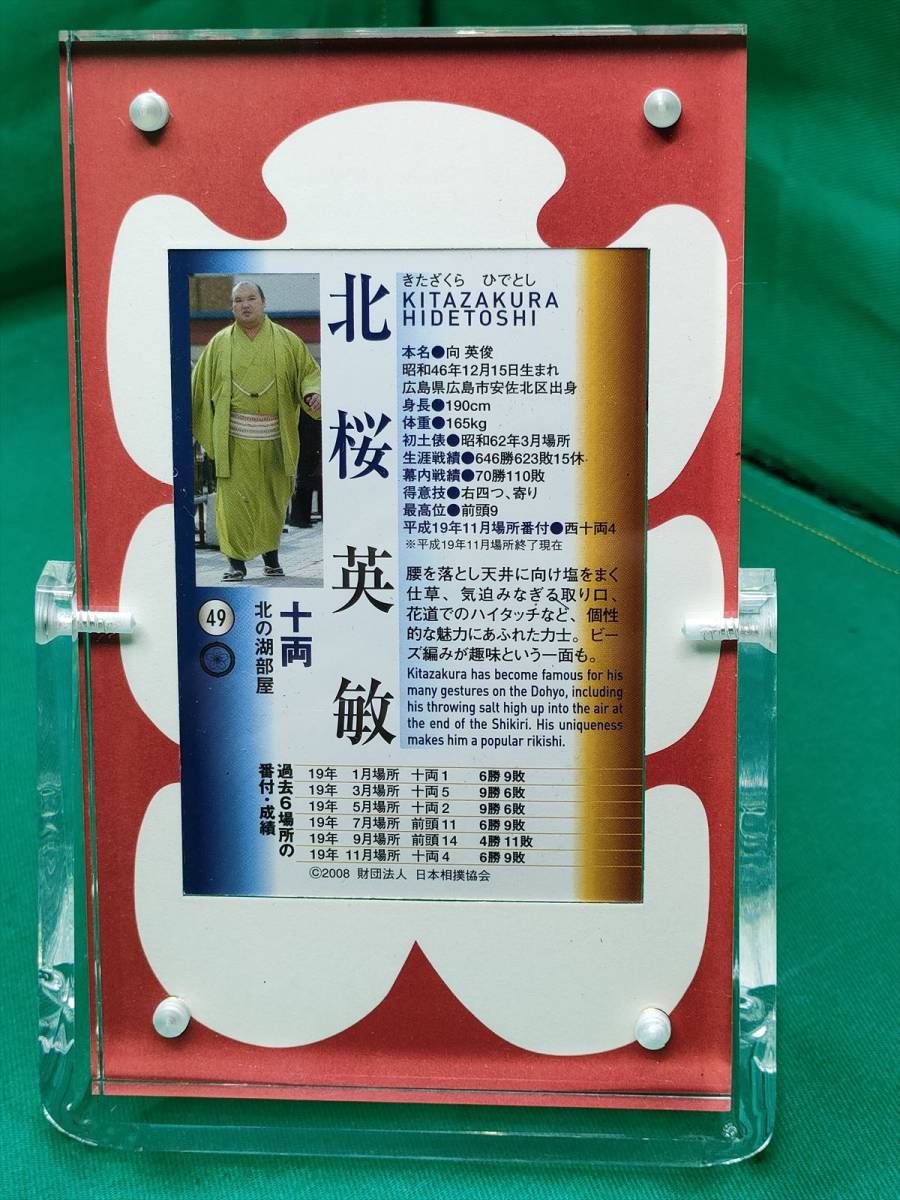 北桜英敏
きたざくら ひでとし
KITAZAKURA
HIDETOSHI
本名●向 英俊
昭和46年12月15日生まれ
広島県広島市安佐北区出身
身長●190cm
体重●165kg
初土俵●昭和62年3月場所
生涯戦績●646勝623敗15休
幕内戦績●70勝110敗
得意技●右四つ、寄り
最高位●前頭9
平成19年11月場所番付●西十両4
※平成19年11月場所終了現在
腰を落とし天井に向け塩をまく
仕草、気迫みなぎる取り口、
花道でのハイタッチなど、個性
的な魅力にあふれた力士。ビー
ズ編みが趣味という一面も。
Kitazakura has become famous for his
many gestures on the Dohyo, including
his throwing salt high up into the air at
the end of the Shikiri. His uniqueness
makes him a popular rikishi.
49
十両
北の湖部屋
過去6場所の
番付・成績
19年 1月場所 十両1 6勝9敗
19年 3月場所 十両5 9勝6敗
19年 5月場所 十両2 9勝6敗
19年 7月場所 前頭11 6勝9敗
19年 9月場所 前頭14 4勝11敗
19年 11月場所 十両4 6勝9敗
©2008 財団法人 日本相撲協会